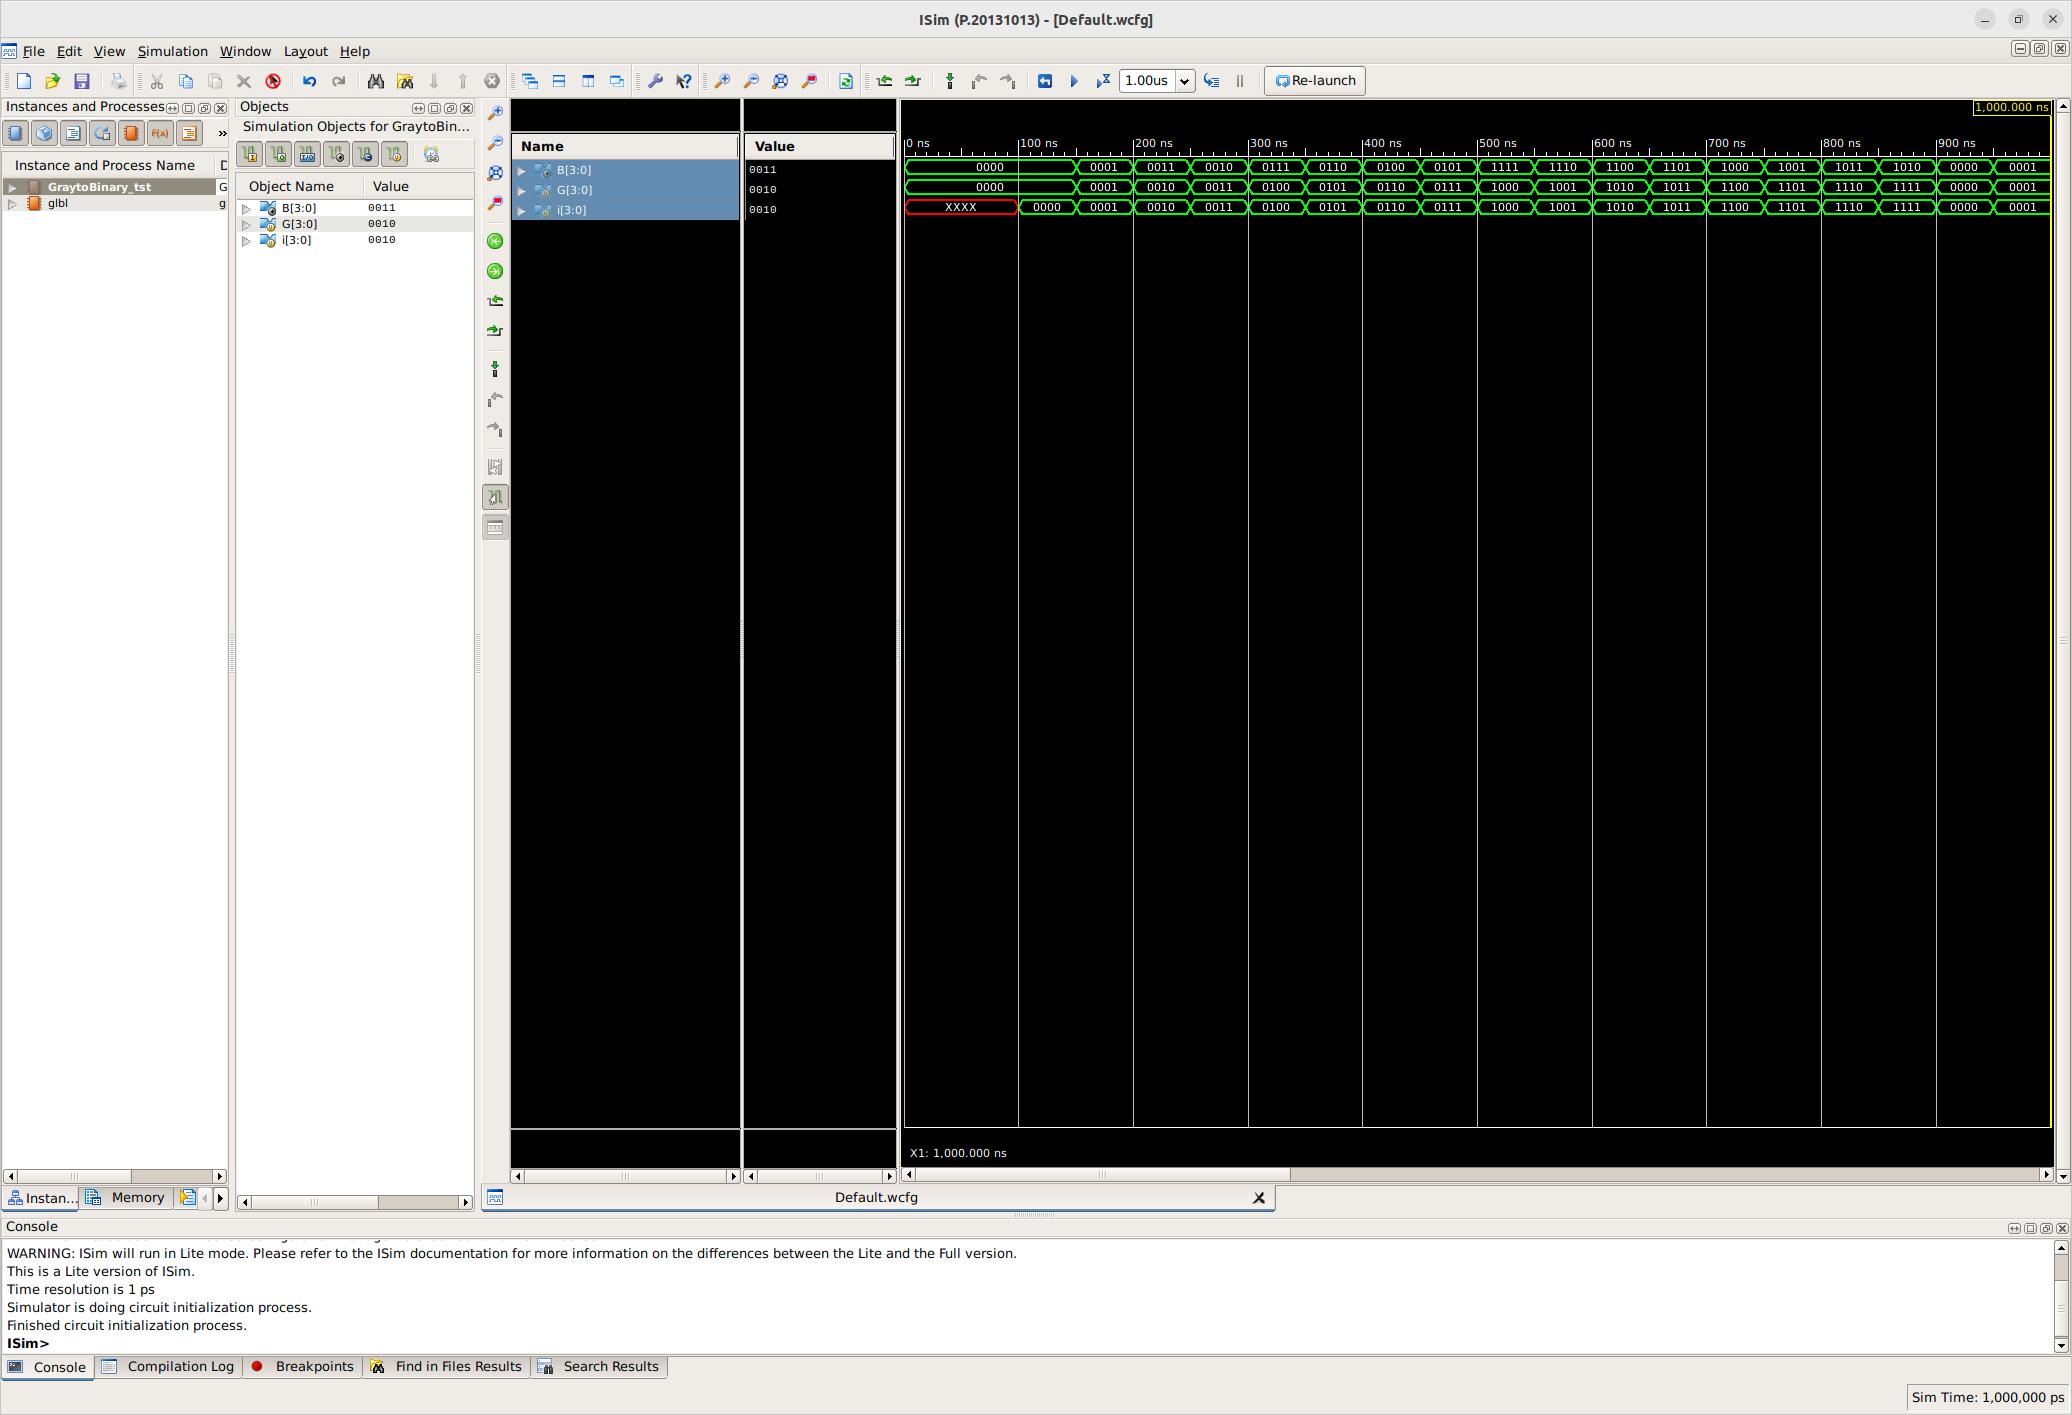 ISim (P.20131013) - [Default.wcfg]
File Edit View Simulation Window Layout Help
1.00us Re-launch
Instances and Processes
Instance and Process Name D
GraytoBinary_tst G
glbl g
Instan... Memory
Objects
Simulation Objects for GraytoBin...
Object Name Value
B[3:0] 0011
G[3:0] 0010
i[3:0] 0010
Name Value
B[3:0] 0011
G[3:0] 0010
i[3:0] 0010
1,000.000 ns
0 ns 100 ns 200 ns 300 ns 400 ns 500 ns 600 ns 700 ns 800 ns 900 ns
0000 0001 0011 0010 0111 0110 0100 0101 1111 1110 1100 1101 1000 1001 1011 1010 0000 0001
0000 0001 0010 0011 0100 0101 0110 0111 1000 1001 1010 1011 1100 1101 1110 1111 0000 0001
XXXX 0000 0001 0010 0011 0100 0101 0110 0111 1000 1001 1010 1011 1100 1101 1110 1111 0000 0001
X1: 1,000.000 ns
Default.wcfg
Console
WARNING: ISim will run in Lite mode. Please refer to the ISim documentation for more information on the differences between the Lite and the Full version.
This is a Lite version of ISim.
Time resolution is 1 ps
Simulator is doing circuit initialization process.
Finished circuit initialization process.
ISim>
Console Compilation Log Breakpoints Find in Files Results Search Results
Sim Time: 1,000,000 ps